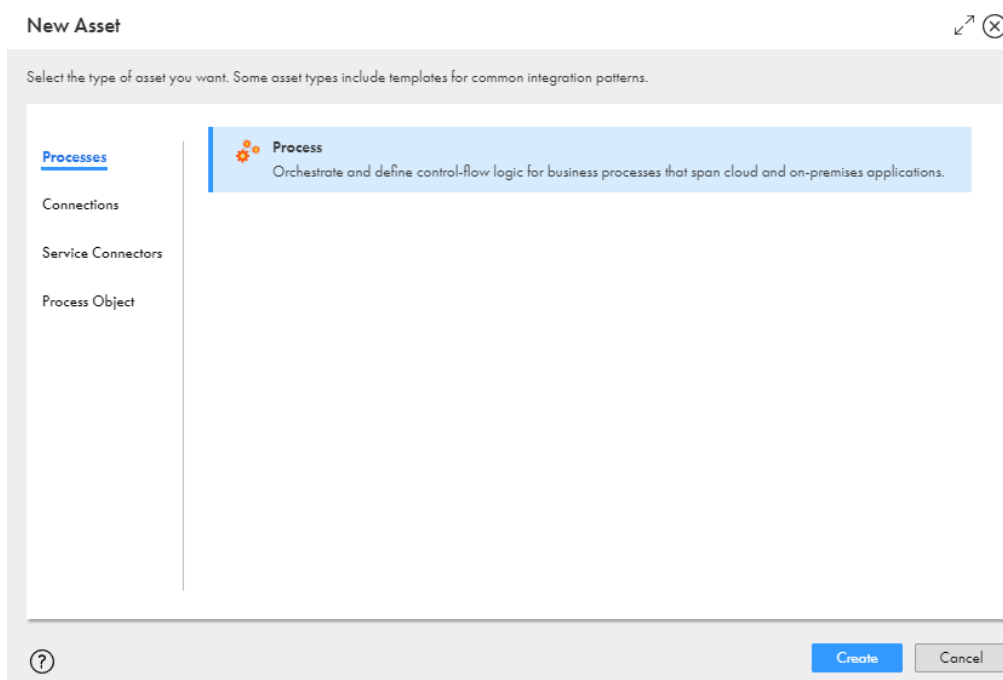 New Asset
Select the type of asset you want. Some asset types include templates for common integration patterns.
Processes
Connections
Service Connectors
Process Object
Process
Orchestrate and define control-flow logic for business processes that span cloud and on-premises applications.
?
Create
Cancel